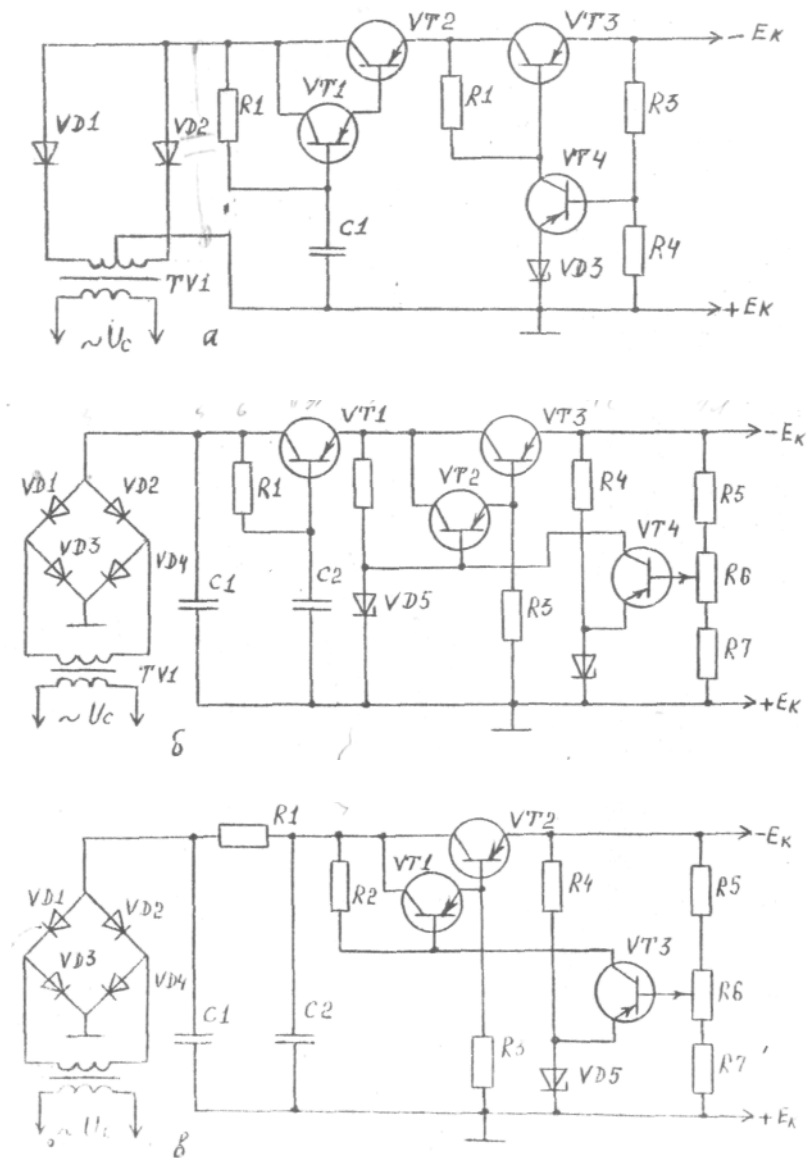 VT2
VT3
- Eк
VD1
VD2
R1
VT1
R1
R3
VT4
C1
R4
VD3
TV1
+ Eк
~ Uc
а
VT1
VT3
- Eк
VD1
VD2
R1
VT2
R4
R5
VT4
VD3
VD4
C1
C2
VD5
R6
R3
R7
TV1
+ Eк
~ Uc
б
R1
VT2
- Eк
VD1
VD2
R2
VT1
R4
R5
VT3
VD3
VD4
C1
C2
R6
R3
VD5
R7
+ Eк
в